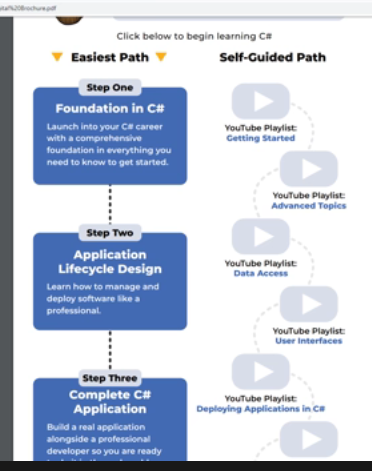 Click below to begin learning C#
Easiest Path
Step One
Foundation in C#
Launch into your C# career
with a comprehensive
foundation in everything you
need to know to get started.
Step Two
Application
Lifecycle Design
Learn how to manage and
deploy software like a
professional.
Step Three
Complete C#
Application
Build a real application
alongside a professional
developer so you are ready
Self-Guided Path
YouTube Playlist:
Getting Started
YouTube Playlist:
Advanced Topics
YouTube Playlist:
Data Access
YouTube Playlist:
User Interfaces
YouTube Playlist:
Deploying Applications in C#